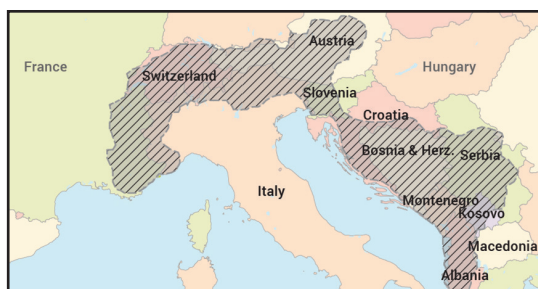 Austria
France
Hungary
Switzerland
Slovenia
Croatia
Bosnia & Herz.
Serbia
Italy
Montenegro
Kosovo
Macedonia
Albania